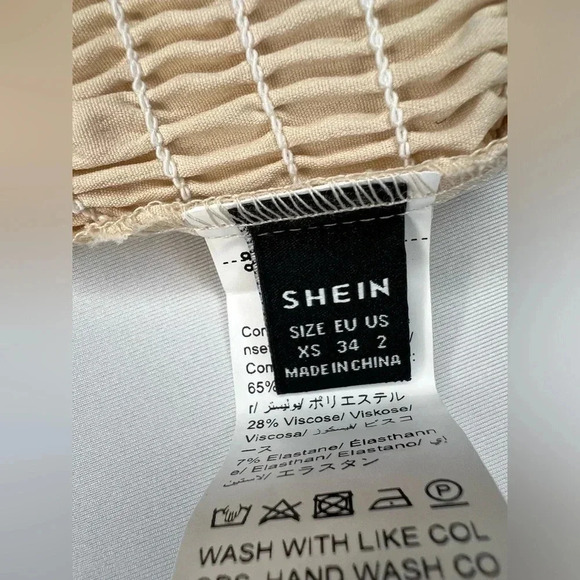 SHEIN
SIZE EU US
XS 34 2
MADE IN CHINA
65%
ポリエステル
28% Viscose/ Viskose/
Viscosa/ فيسكوز/ ビスコ
ース
7% Elastane/ Élasthann
e/ Elasthan/ Elastano/
ラスタン
WASH WITH LIKE COL
HAND WASH CO